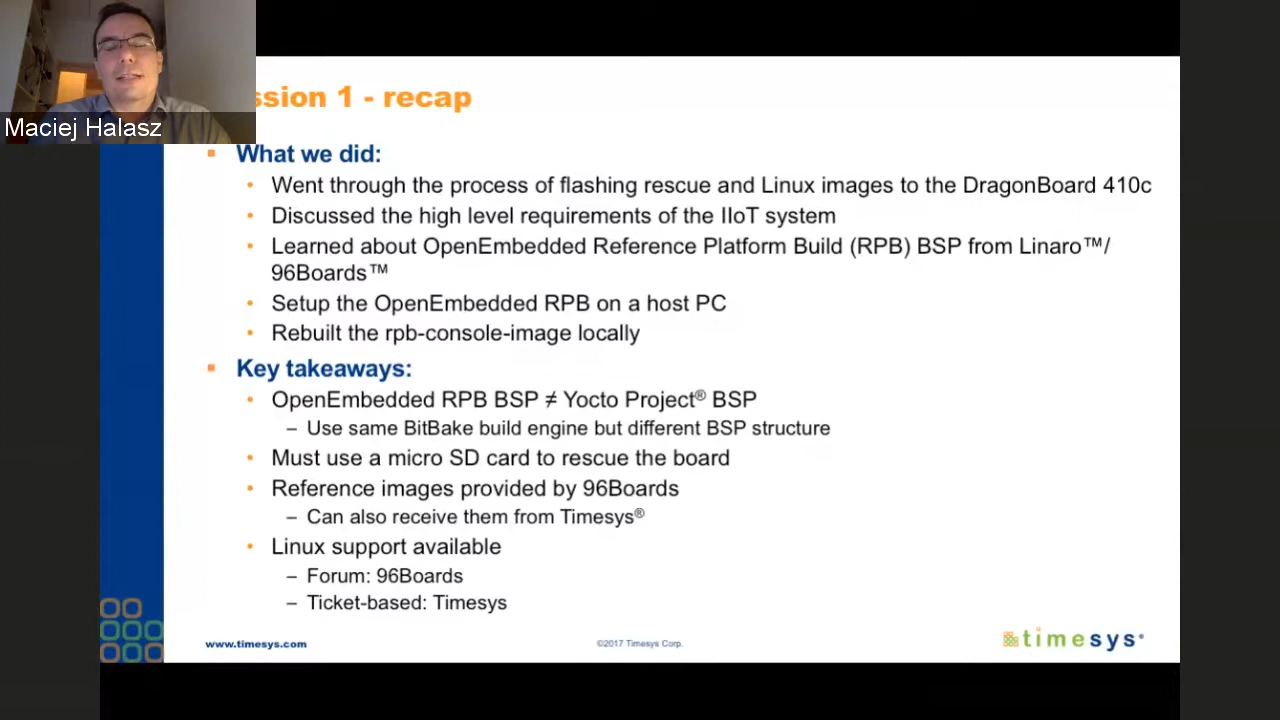 ssion 1 - recap
Maciej Halasz
What we did:
Went through the process of flashing rescue and Linux images to the DragonBoard 410c
Discussed the high level requirements of the IIoT system
Learned about OpenEmbedded Reference Platform Build (RPB) BSP from Linaro™/
96Boards™
Setup the OpenEmbedded RPB on a host PC
Rebuilt the rpb-console-image locally
Key takeaways:
OpenEmbedded RPB BSP ≠ Yocto Project® BSP
– Use same BitBake build engine but different BSP structure
Must use a micro SD card to rescue the board
Reference images provided by 96Boards
– Can also receive them from Timesys®
Linux support available
– Forum: 96Boards
– Ticket-based: Timesys
www.timesys.com
©2017 Timesys Corp.
timesys